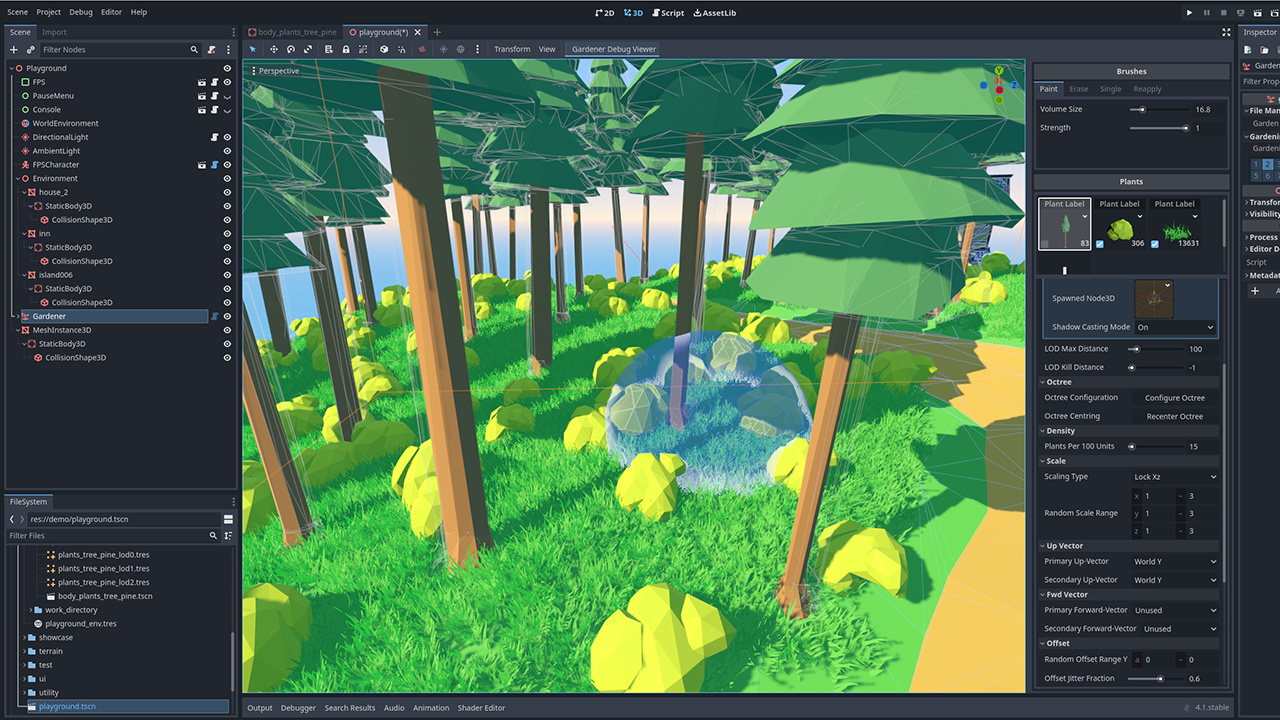 Scene Project Debug Editor Help
2D 3D Script AssetLib
Scene Import
Filter Nodes
Playground
FPS
PauseMenu
Console
WorldEnvironment
DirectionalLight
AmbientLight
FPSCharacter
Environment
house_2
StaticBody3D
CollisionShape3D
inn
StaticBody3D
CollisionShape3D
island006
StaticBody3D
CollisionShape3D
Gardener
MeshInstance3D
StaticBody3D
CollisionShape3D
FileSystem
res://demo/playground.tscn
Filter Files
plants_tree_pine_lod0.tres
plants_tree_pine_lod1.tres
plants_tree_pine_lod2.tres
body_plants_tree_pine.tscn
work_directory
playground_env.tres
showcase
terrain
test
ui
utility
playground.tscn
body_plants_tree_pine playground(*)
Transform View Gardener Debug Viewer
Perspective
Y
Z
Output Debugger Search Results Audio Animation Shader Editor
4.1.stable
Brushes
Paint Erase Single Reapply
Volume Size 16.8
Strength 1
Plants
Plant Label Plant Label Plant Label
83 306 13631
Spawned Node3D
Shadow Casting Mode On
LOD Max Distance 100
LOD Kill Distance -1
Octree
Octree Configuration Configure Octree
Octree Centring Recenter Octree
Density
Plants Per 100 Units 15
Scale
Scaling Type Lock Xz
x 1 – 3
Random Scale Range y 1 – 3
z 1 – 3
Up Vector
Primary Up-Vector World Y
Secondary Up-Vector World Y
Fwd Vector
Primary Forward-Vector Unused
Secondary Forward-Vector Unused
Offset
Random Offset Range Y a 0 – 0
Offset Jitter Fraction 0.6
Inspector
Garden
Filter Prope
File Man
Garden
Gardenin
Gardeni
1 2
5 6
Transfor
Visibility
Process
Editor De
Script
Metadat
+ A